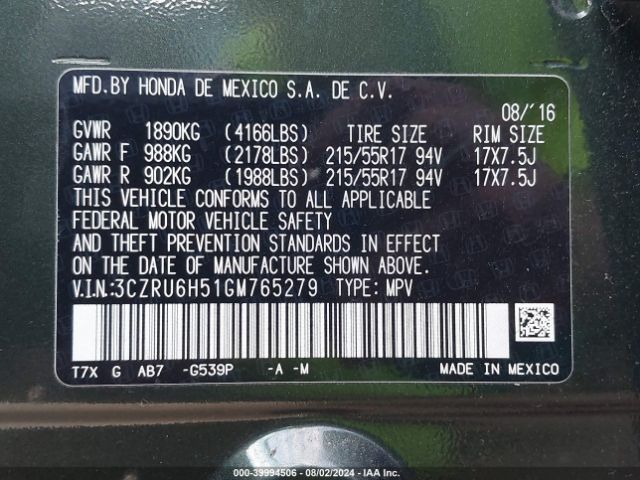 MFD.BY HONDA DE MEXICO S.A. DE C.V.
08/'16
GVWR 1890KG (4166LBS) TIRE SIZE RIM SIZE
GAWR F 988KG (2178LBS) 215/55R17 94V 17X7.5J
GAWR R 902KG (1988LBS) 215/55R17 94V 17X7.5J
THIS VEHICLE CONFORMS TO ALL APPLICABLE
FEDERAL MOTOR VEHICLE SAFETY
AND THEFT PREVENTION STANDARDS IN EFFECT
ON THE DATE OF MANUFACTURE SHOWN ABOVE.
V.I.N:3CZRU6H51GM765279 TYPE: MPV
T7X G AB7 -G539P -A -M MADE IN MEXICO
000-39994506 - 08/02/2024 - IAA Inc.